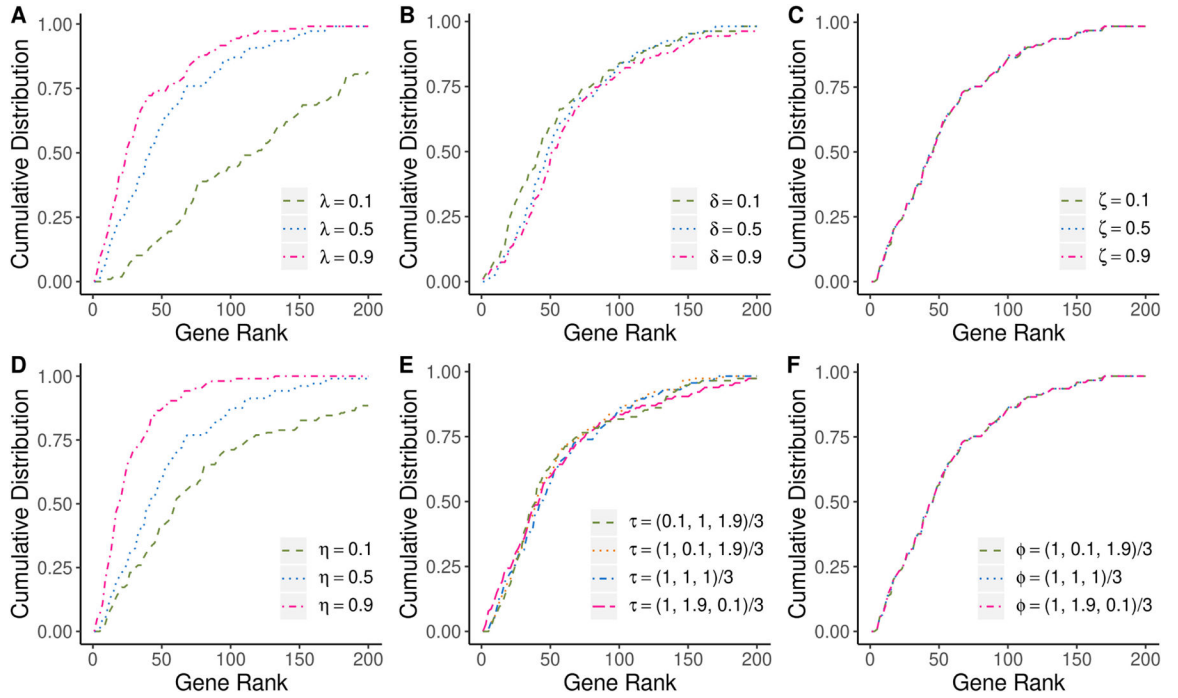 A
Cumulative Distribution
1.00
0.75
0.50
0.25
0.00
λ = 0.1
λ = 0.5
λ = 0.9
0 50 100 150 200
Gene Rank
B
Cumulative Distribution
1.00
0.75
0.50
0.25
0.00
δ = 0.1
δ = 0.5
δ = 0.9
0 50 100 150 200
Gene Rank
C
Cumulative Distribution
1.00
0.75
0.50
0.25
0.00
ζ = 0.1
ζ = 0.5
ζ = 0.9
0 50 100 150 200
Gene Rank
D
Cumulative Distribution
1.00
0.75
0.50
0.25
0.00
η = 0.1
η = 0.5
η = 0.9
0 50 100 150 200
Gene Rank
E
Cumulative Distribution
1.00
0.75
0.50
0.25
0.00
τ = (0.1, 1, 1.9)/3
τ = (1, 0.1, 1.9)/3
τ = (1, 1, 1)/3
τ = (1, 1.9, 0.1)/3
0 50 100 150 200
Gene Rank
F
Cumulative Distribution
1.00
0.75
0.50
0.25
0.00
ϕ = (1, 0.1, 1.9)/3
ϕ = (1, 1, 1)/3
ϕ = (1, 1.9, 0.1)/3
0 50 100 150 200
Gene Rank